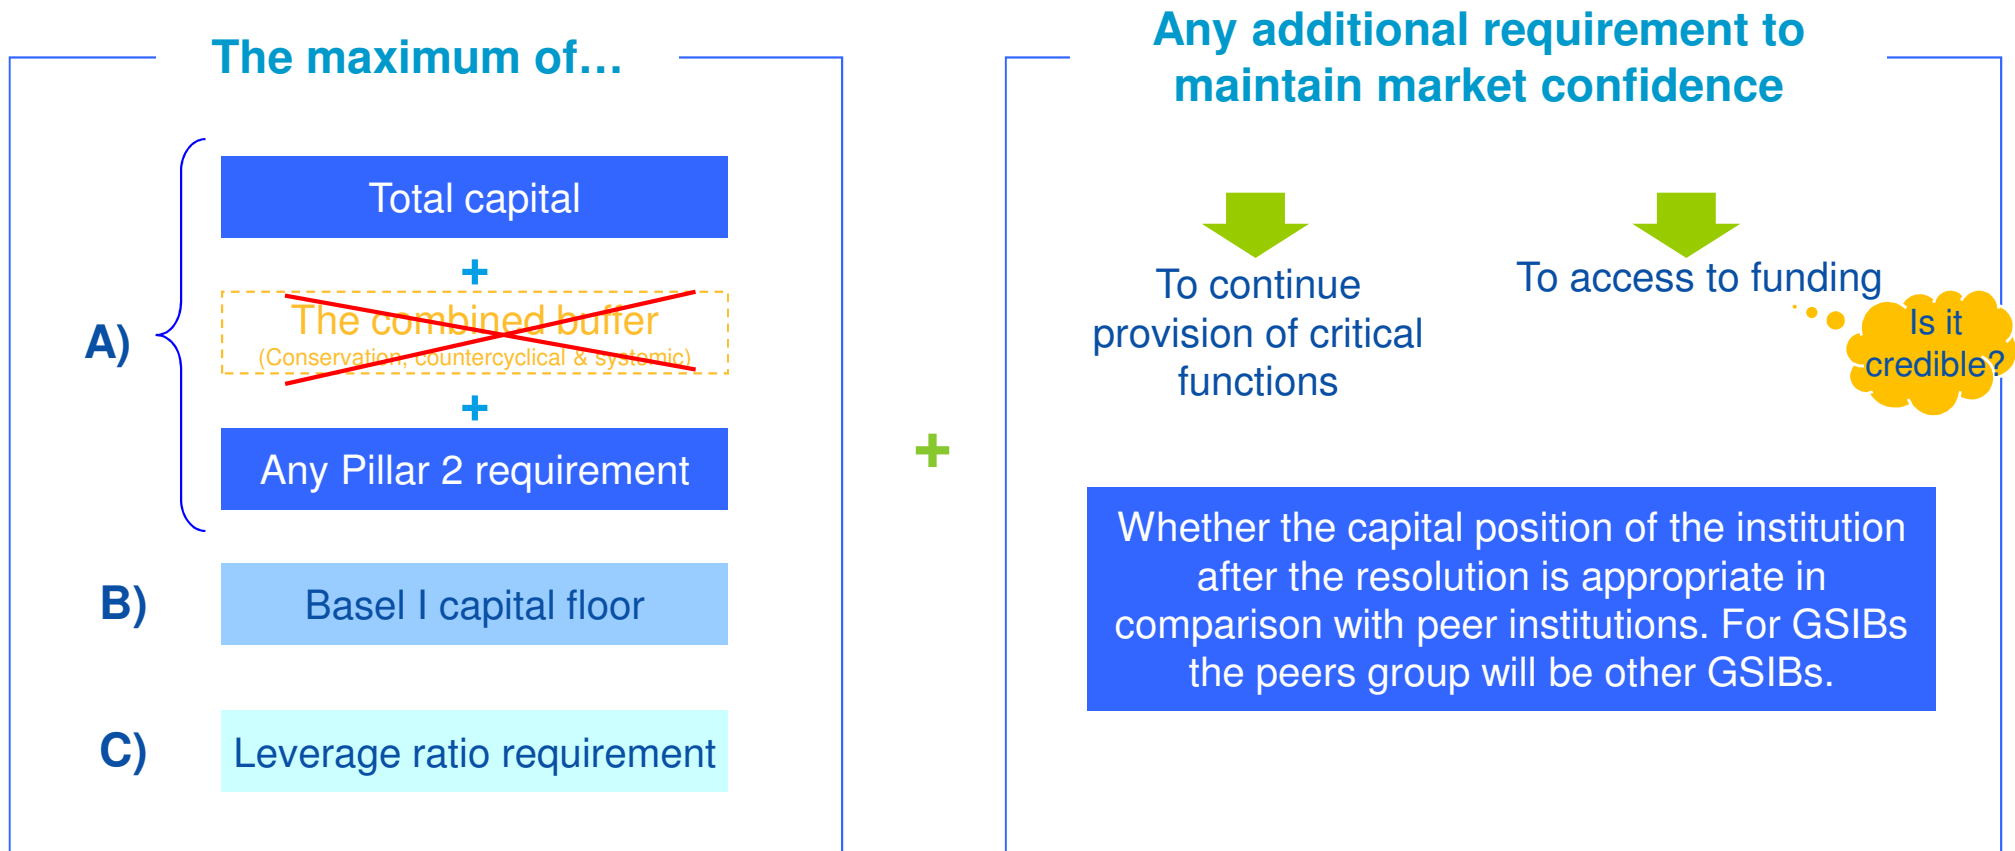 The maximum of…
A)
Total capital
+
The combined buffer
(Conservation, countercyclical & systemic)
+
Any Pillar 2 requirement
B)
Basel I capital floor
C)
Leverage ratio requirement
+
Any additional requirement to
maintain market confidence
To continue
provision of critical
functions
To access to funding
Is it
credible?
Whether the capital position of the institution
after the resolution is appropriate in
comparison with peer institutions. For GSIBs
the peers group will be other GSIBs.